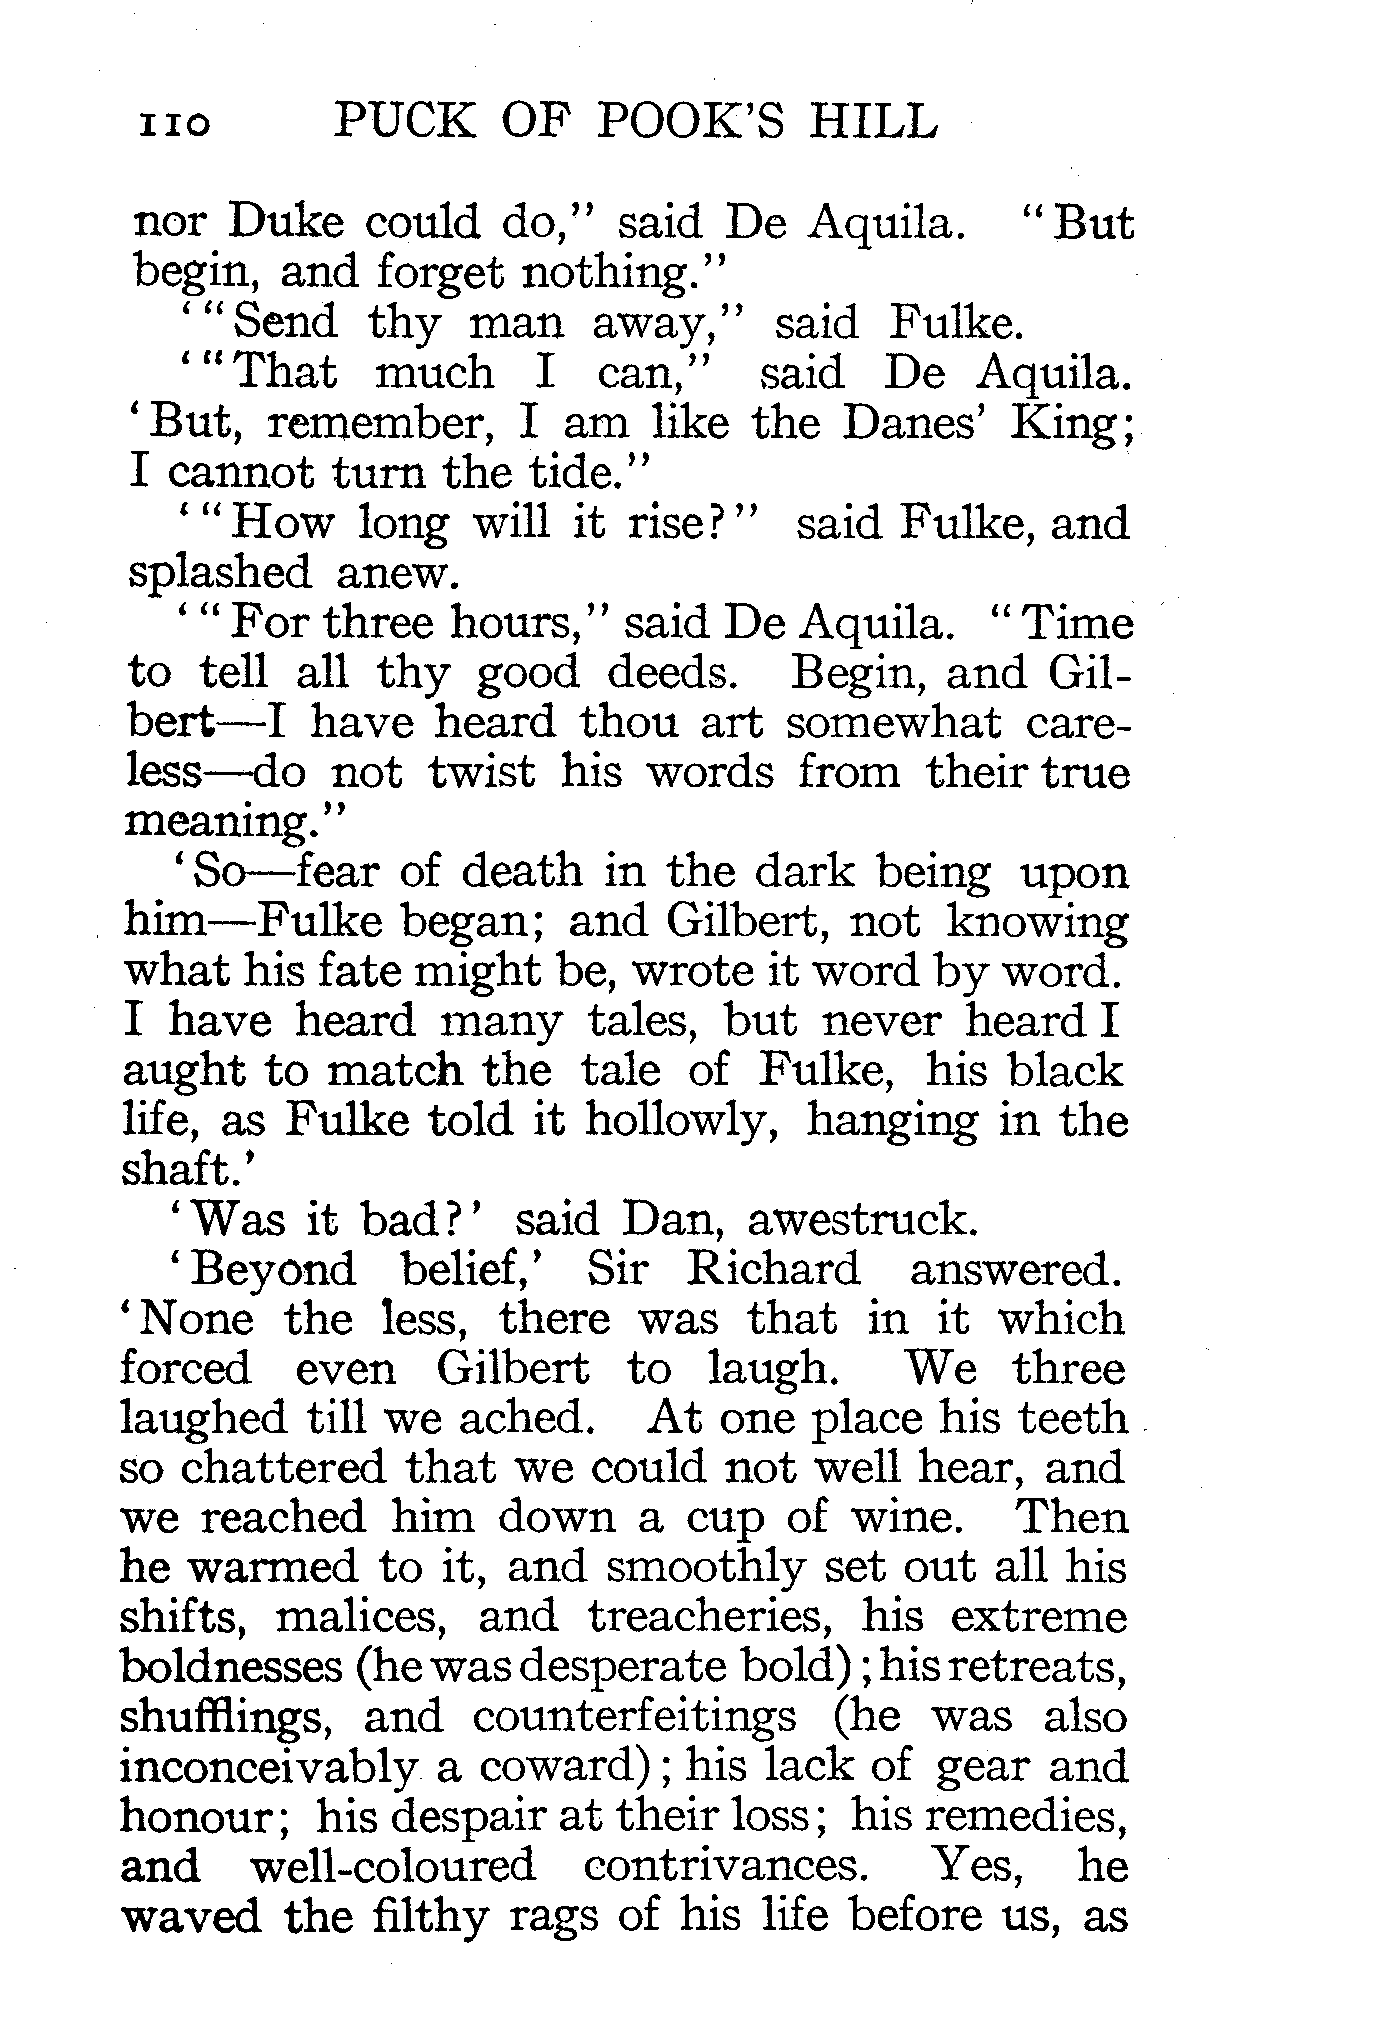 110 PUCK OF POOK'S HILL
nor Duke could do,” said De Aquila. “But
begin, and forget nothing.”
‘“Send thy man away,” said Fulke.
‘“That much I can,” said De Aquila.
‘But, remember, I am like the Danes’ King;
I cannot turn the tide.”
‘“How long will it rise?” said Fulke, and
splashed anew.
‘“For three hours,” said De Aquila. “Time
to tell all thy good deeds. Begin, and Gil-
bert—I have heard thou art somewhat care-
less—do not twist his words from their true
meaning.”
‘So—fear of death in the dark being upon
him—Fulke began; and Gilbert, not knowing
what his fate might be, wrote it word by word.
I have heard many tales, but never heard I
aught to match the tale of Fulke, his black
life, as Fulke told it hollowly, hanging in the
shaft.’
‘Was it bad?’ said Dan, awestruck.
‘Beyond belief,’ Sir Richard answered.
‘None the less, there was that in it which
forced even Gilbert to laugh. We three
laughed till we ached. At one place his teeth
so chattered that we could not well hear, and
we reached him down a cup of wine. Then
he warmed to it, and smoothly set out all his
shifts, malices, and treacheries, his extreme
boldnesses (he was desperate bold); his retreats,
shufflings, and counterfeitings (he was also
inconceivably a coward); his lack of gear and
honour; his despair at their loss; his remedies,
and well-coloured contrivances. Yes, he
waved the filthy rags of his life before us, as